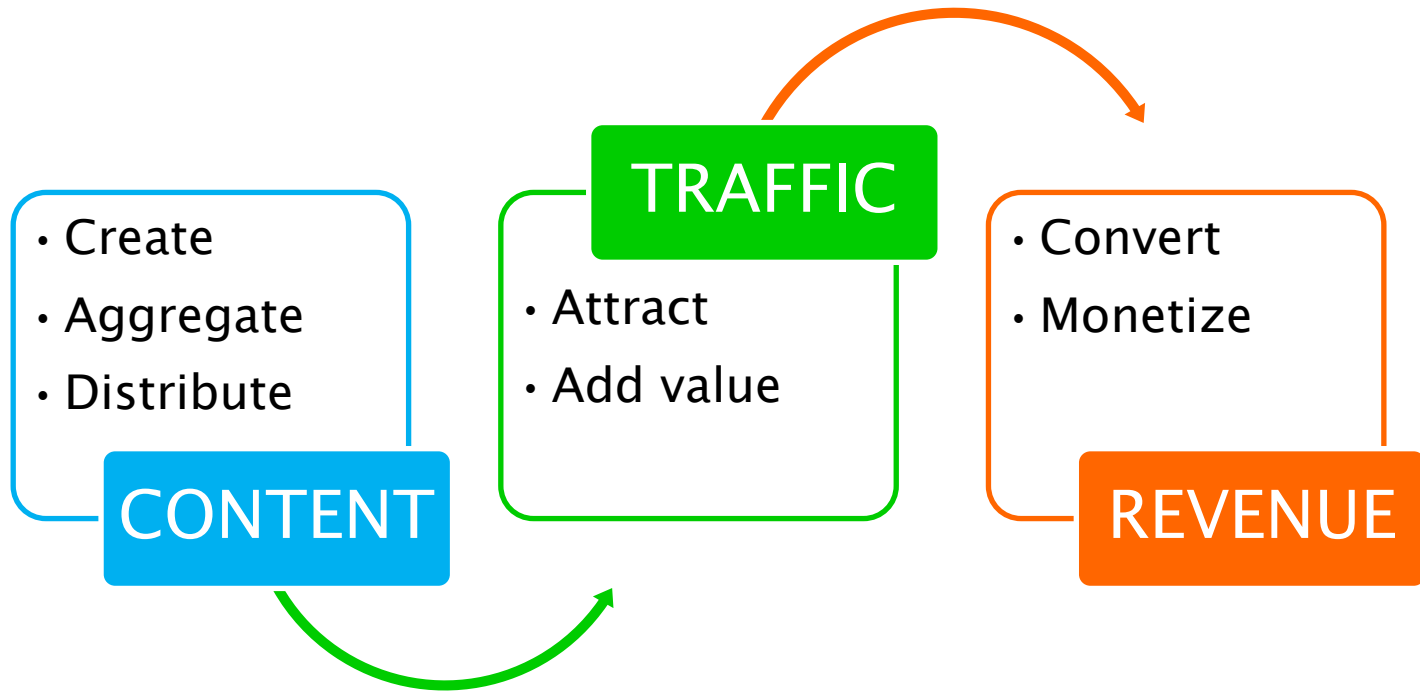 • Create
• Aggregate
• Distribute
CONTENT
TRAFFIC
• Attract
• Add value
• Convert
• Monetize
REVENUE